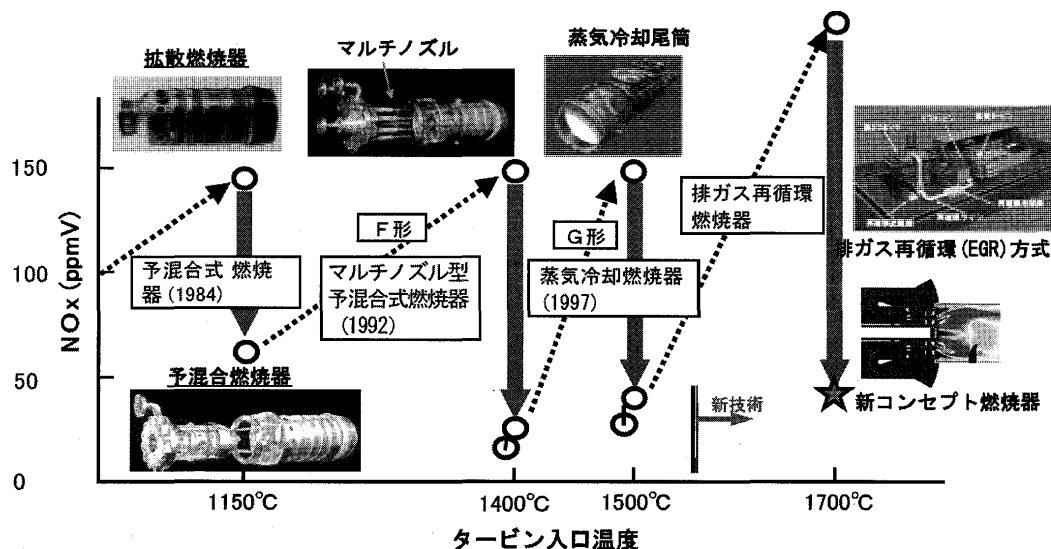 拡散燃焼器
マルチノズル
蒸気冷却尾筒
150
100
50
0
NOx (ppmV)
F形
G形
予混合式 燃焼
器(1984)
マルチノズル型
予混合式燃焼器
(1992)
蒸気冷却燃焼器
(1997)
排ガス再循環
燃焼器
排ガス再循環(EGR)方式
予混合燃焼器
新技術
新コンセプト燃焼器
1150℃
1400℃
1500℃
1700℃
タービン入口温度